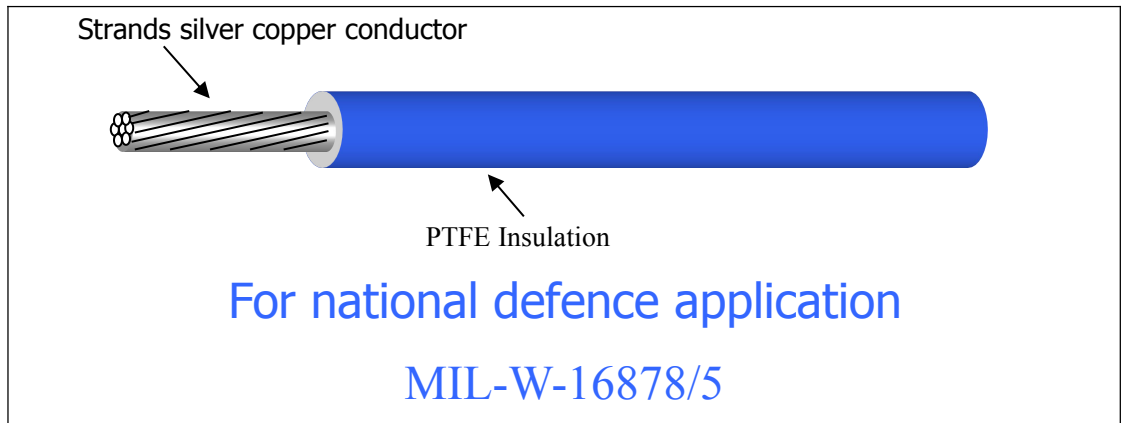 Strands silver copper conductor
PTFE Insulation
For national defence application
MIL-W-16878/5